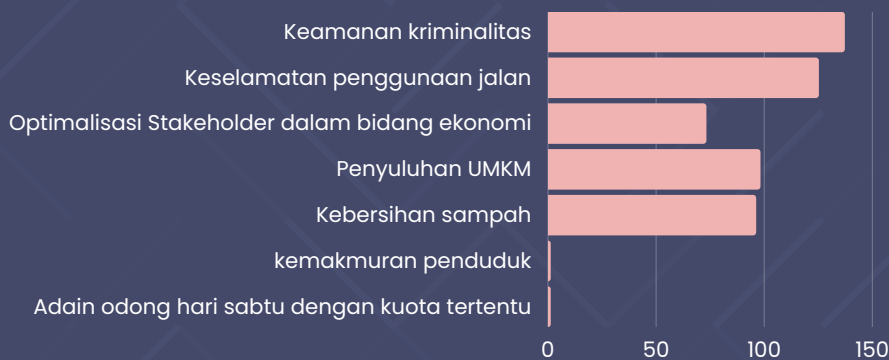 Keamanan kriminalitas
Keselamatan penggunaan jalan
Optimalisasi Stakeholder dalam bidang ekonomi
Penyuluhan UMKM
Kebersihan sampah
kemakmuran penduduk
Adain odong hari sabtu dengan kuota tertentu
0 50 100 150